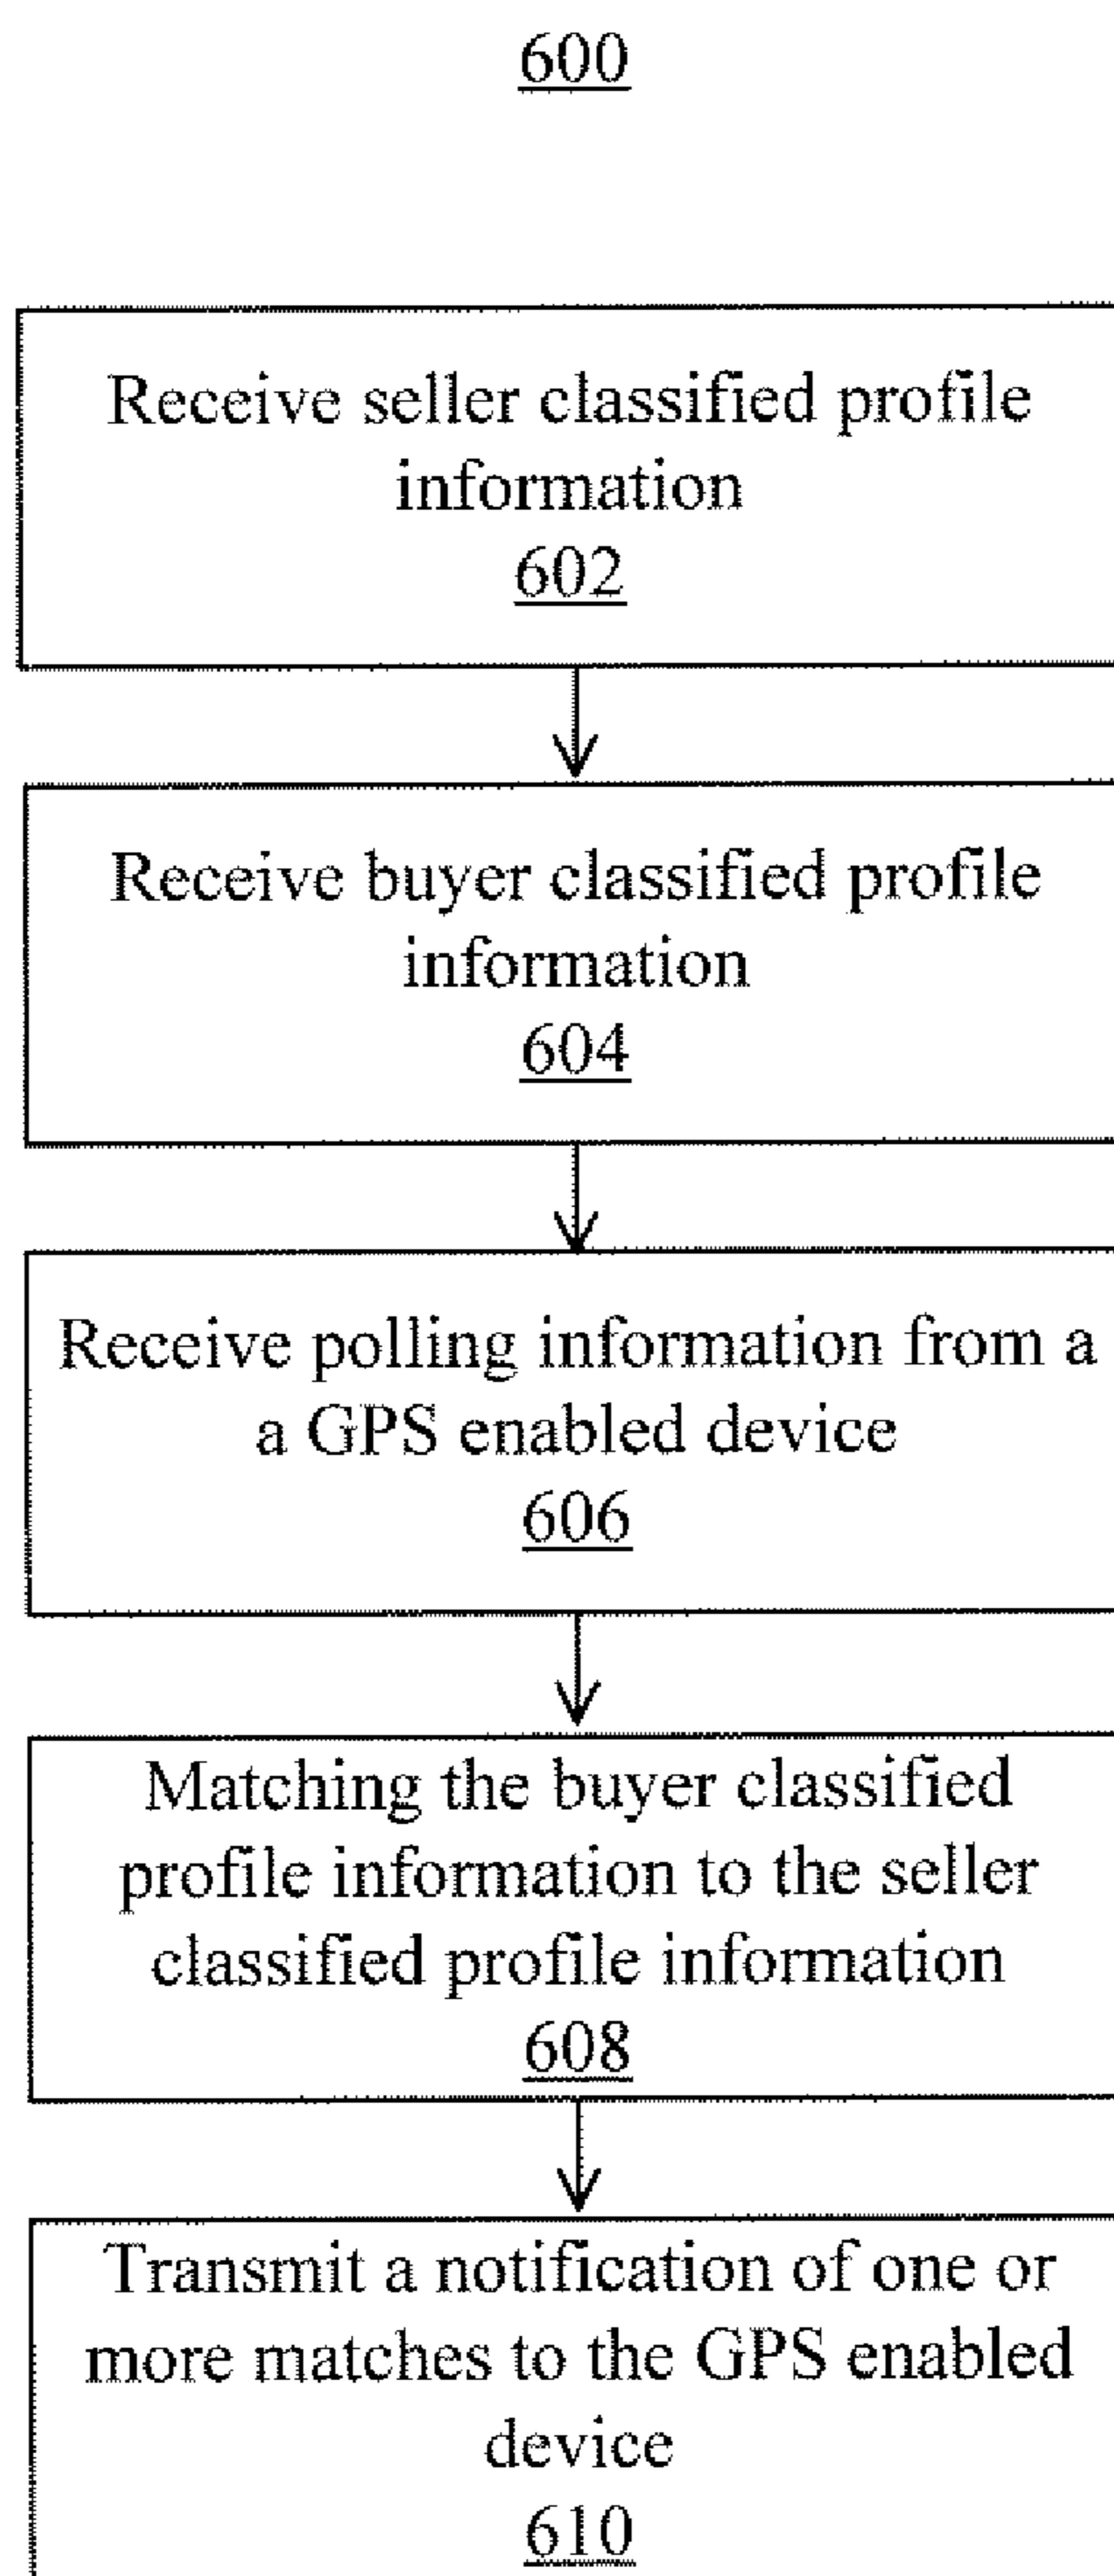 600
Receive seller classified profile
information
602
Receive buyer classified profile
information
604
Receive polling information from a
a GPS enabled device
606
Matching the buyer classified
profile information to the seller
classified profile information
608
Transmit a notification of one or
more matches to the GPS enabled
device
610